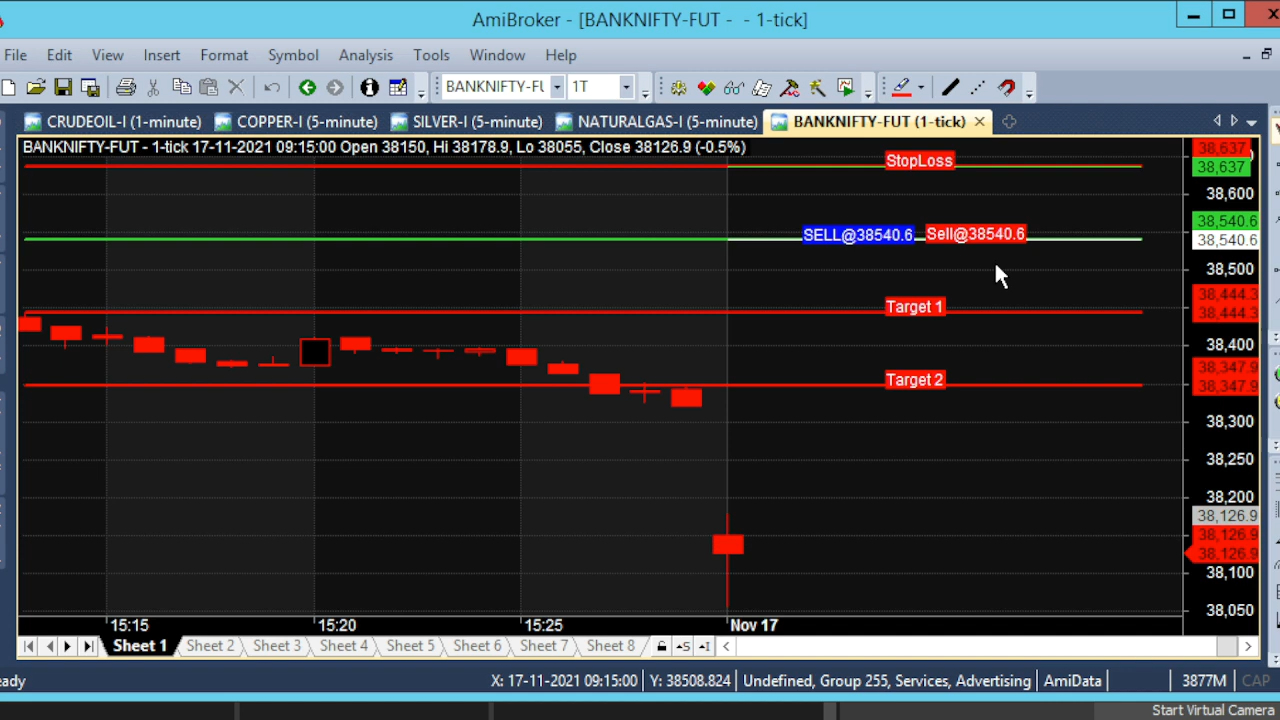 AmiBroker - [BANKNIFTY-FUT -  - 1-tick]
File Edit View Insert Format Symbol Analysis Tools Window Help
BANKNIFTY-FU 1T
CRUDEOIL-I (1-minute) COPPER-I (5-minute) SILVER-I (5-minute) NATURALGAS-I (5-minute) BANKNIFTY-FUT (1-tick)
BANKNIFTY-FUT - 1-tick 17-11-2021 09:15:00 Open 38150, Hi 38178.9, Lo 38055, Close 38126.9 (-0.5%)
38,637
StopLoss
38,637
38,600
38,540.6
SELL@38540.6 Sell@38540.6
38,540.6
38,500
38,444.3
Target 1
38,444.3
38,400
38,347.9
Target 2
38,347.9
38,300
38,250
38,200
38,126.9
38,126.9
38,126.9
38,100
38,050
15:15 15:20 15:25 Nov 17
Sheet 1 Sheet 2 Sheet 3 Sheet 4 Sheet 5 Sheet 6 Sheet 7 Sheet 8
eady X: 17-11-2021 09:15:00 Y: 38508.824 Undefined, Group 255, Services, Advertising AmiData 3877M CAP
Start Virtual Camera